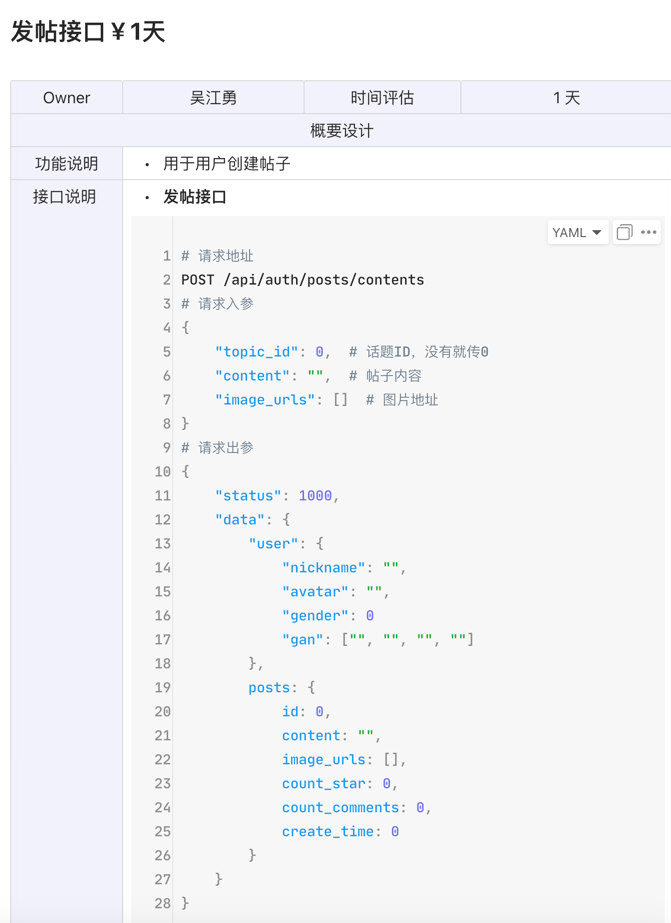 发帖接口￥1天
Owner 吴江勇 时间评估 1 天
概要设计
功能说明 • 用于用户创建帖子
接口说明 • 发帖接口
YAML
1 # 请求地址
2 POST /api/auth/posts/contents
3 # 请求入参
4 {
5     "topic_id": 0,  # 话题ID，没有就传0
6     "content": "",  # 帖子内容
7     "image_urls": []  # 图片地址
8 }
9 # 请求出参
10 {
11     "status": 1000,
12     "data": {
13         "user": {
14             "nickname": "",
15             "avatar": "",
16             "gender": 0
17             "gan": ["", "", "", ""]
18         },
19         posts: {
20             id: 0,
21             content: "",
22             image_urls: [],
23             count_star: 0,
24             count_comments: 0,
25             create_time: 0
26         }
27     }
28 }